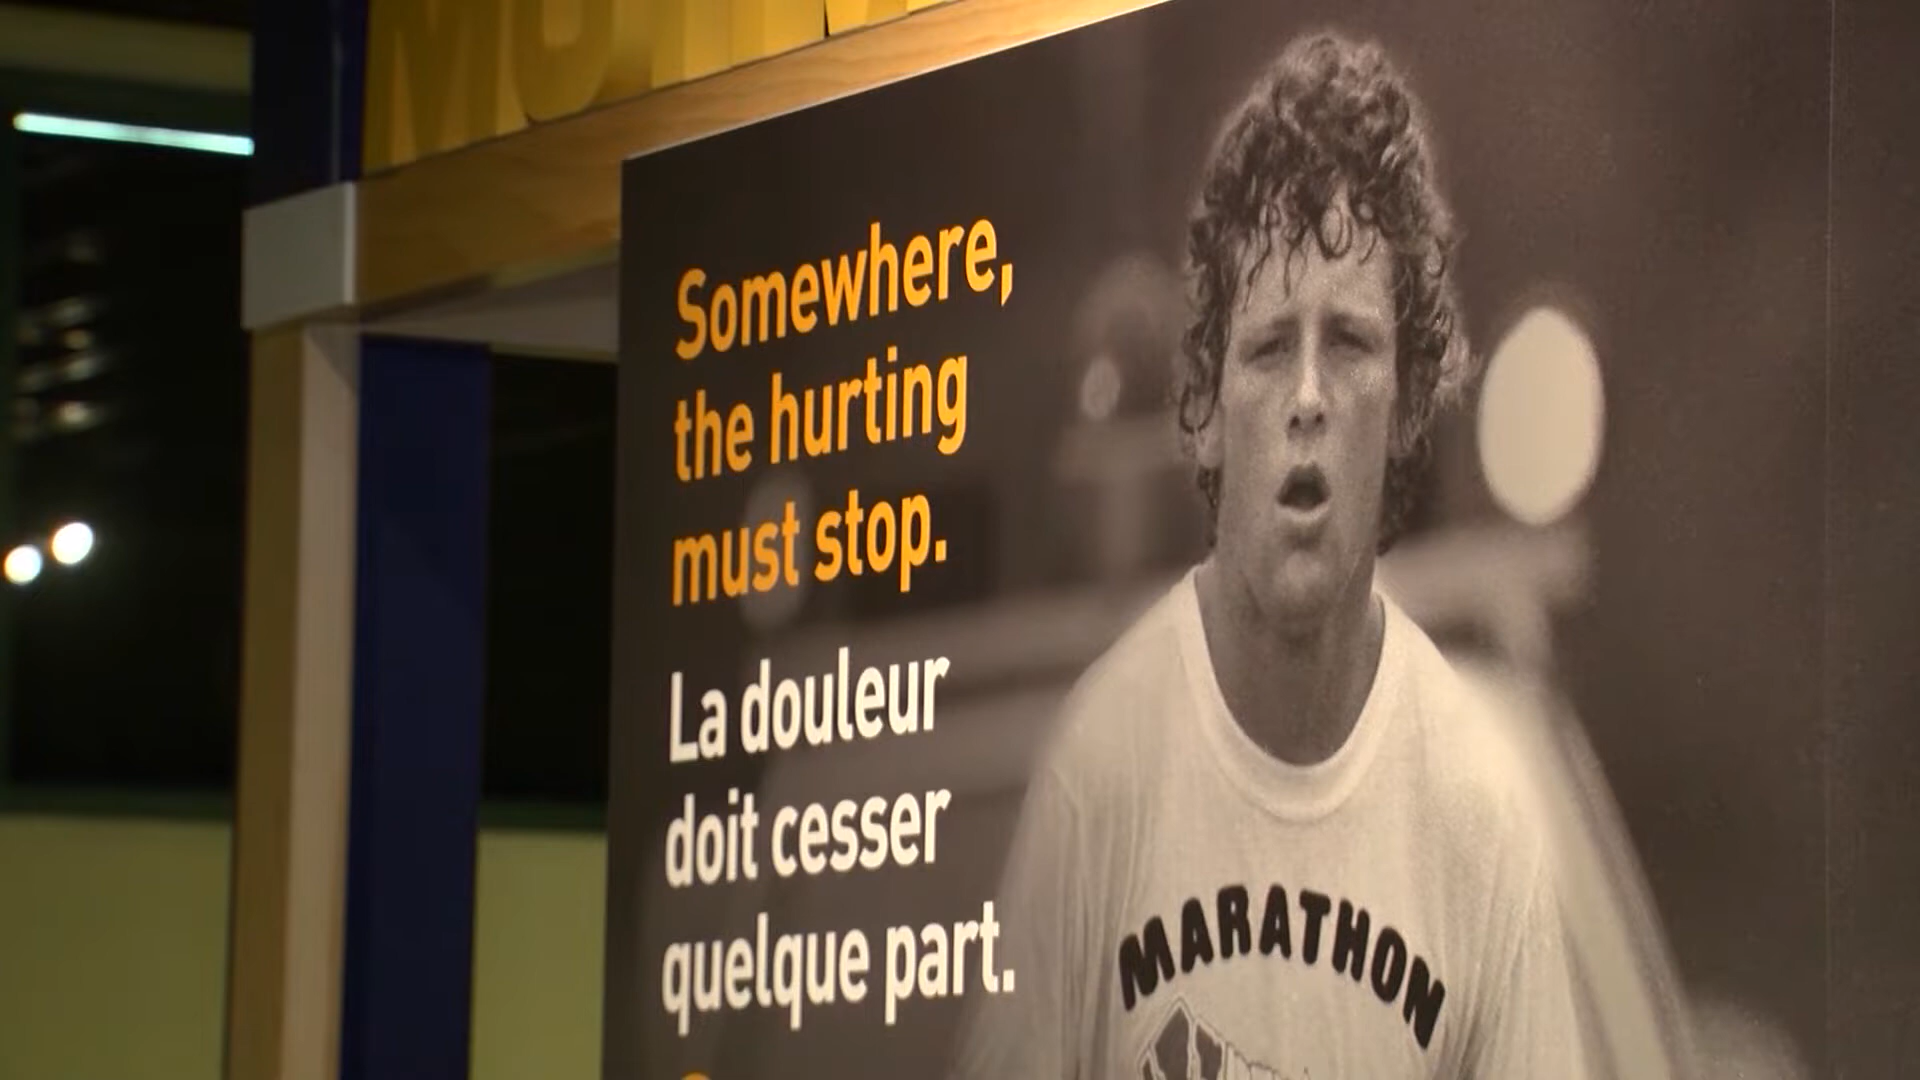 Somewhere,
the hurting
must stop.
La douleur
doit cesser
quelque part.
MARATHON